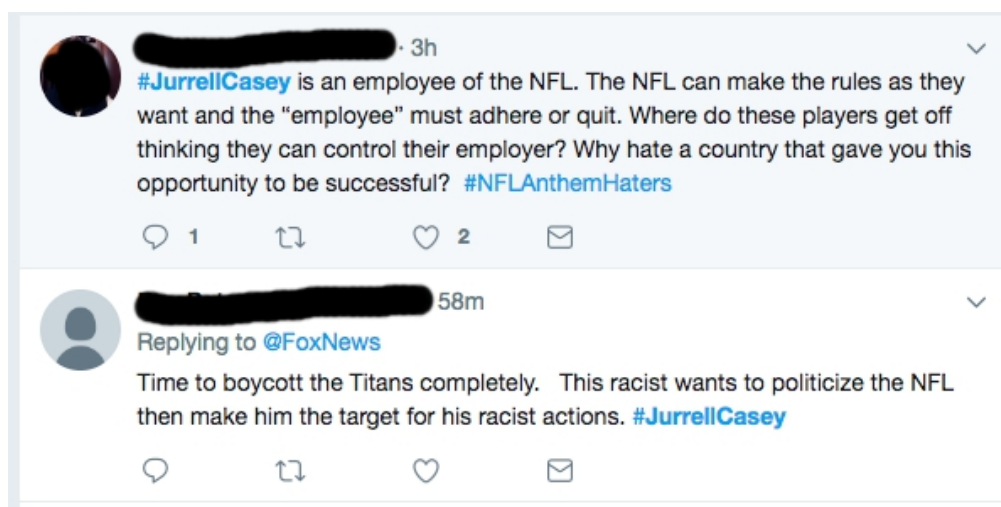 · 3h
#JurrellCasey is an employee of the NFL. The NFL can make the rules as they
want and the “employee” must adhere or quit. Where do these players get off
thinking they can control their employer? Why hate a country that gave you this
opportunity to be successful? #NFLAnthemHaters
1 2
58m
Replying to @FoxNews
Time to boycott the Titans completely. This racist wants to politicize the NFL
then make him the target for his racist actions. #JurrellCasey